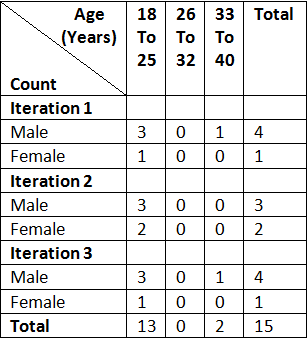 Age (Years) 18 To 25 26 To 32 33 To 40 Total
Count
Iteration 1
Male 3 0 1 4
Female 1 0 0 1
Iteration 2
Male 3 0 0 3
Female 2 0 0 2
Iteration 3
Male 3 0 1 4
Female 1 0 0 1
Total 13 0 2 15